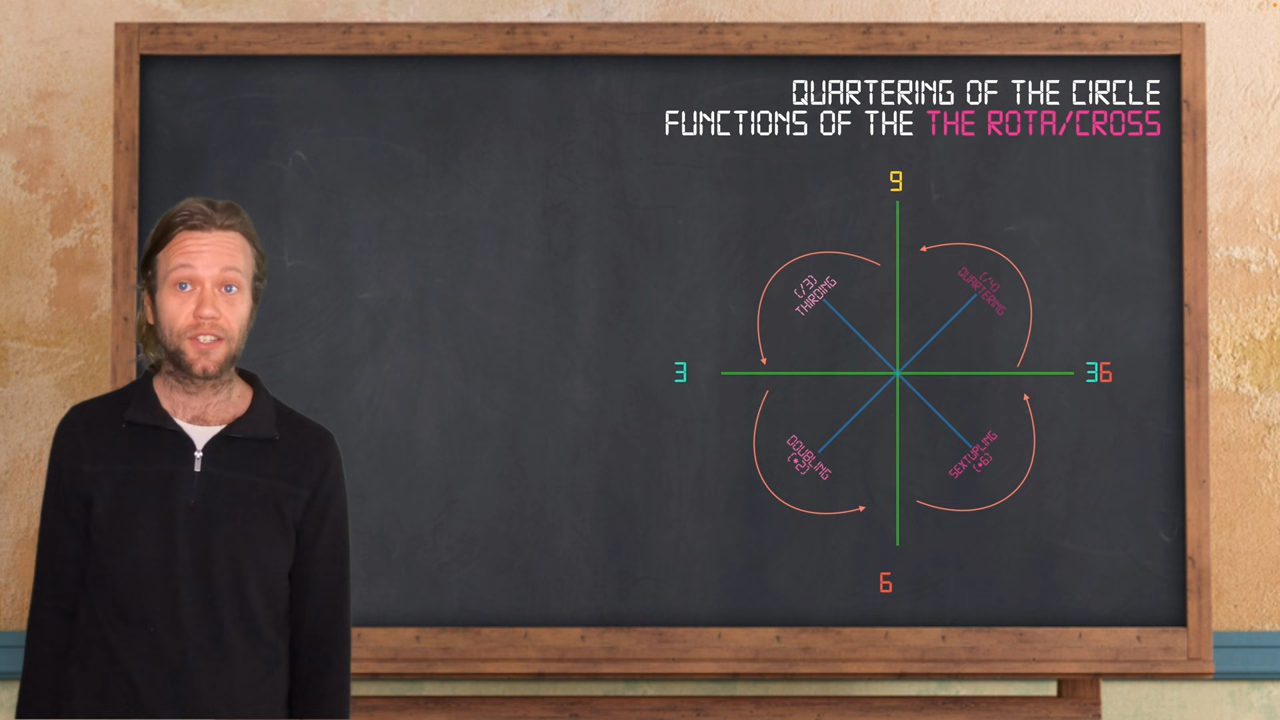 QUARTERING OF THE CIRCLE
FUNCTIONS OF THE THE ROTA/CROSS
9
(/3)
THIRDING
(/4)
QUARTERING
3
36
DOUBLING
(*2)
SEXTUPLING
(*6)
6